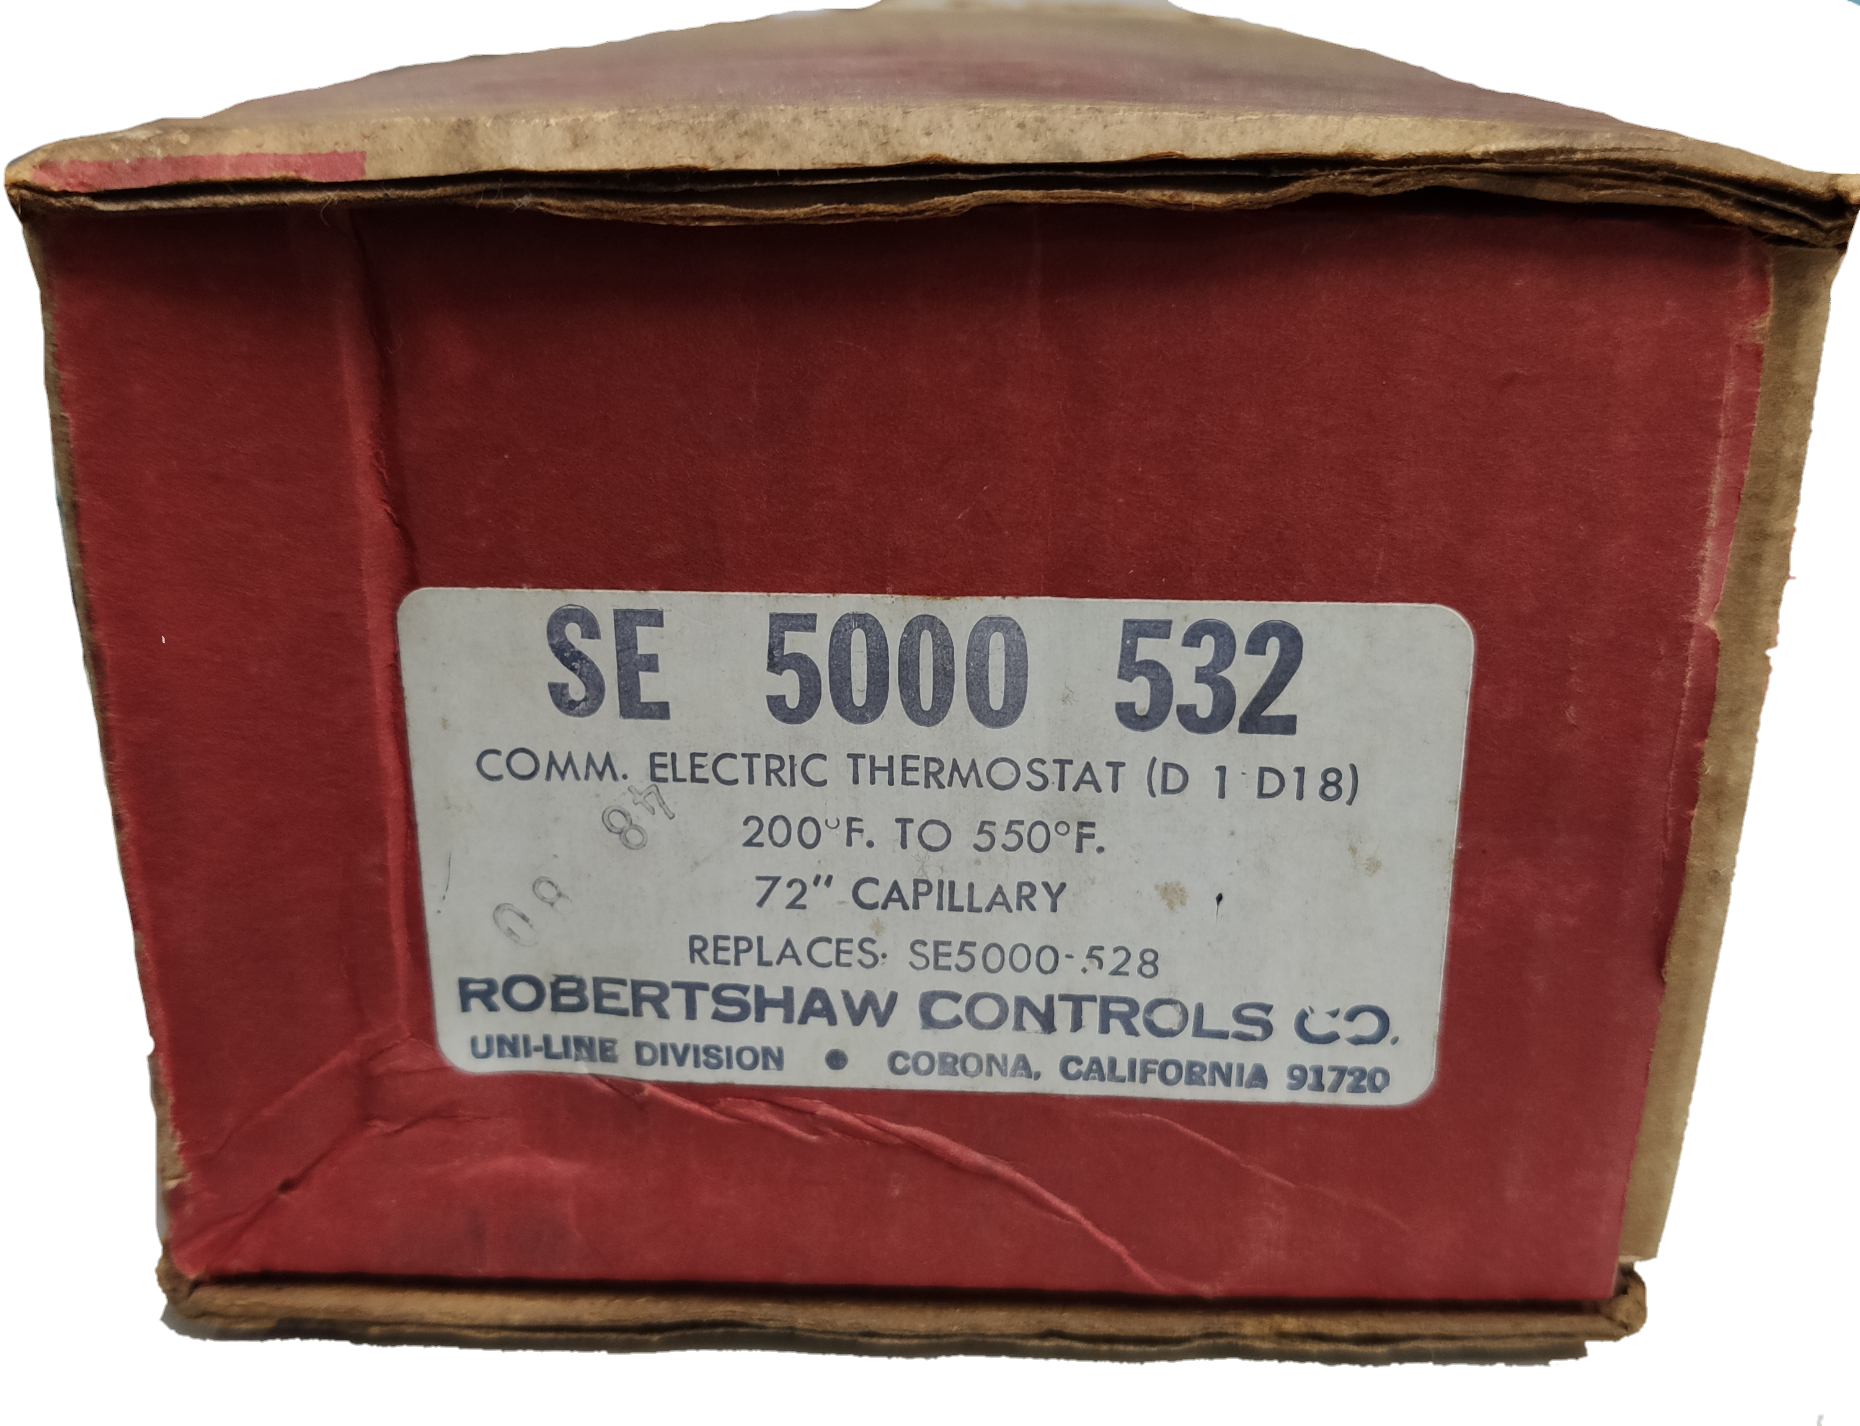 SE 5000 532
COMM. ELECTRIC THERMOSTAT (D 1 D18)
200°F. TO 550°F.
72" CAPILLARY
REPLACES: SE5000-528
ROBERTSHAW CONTROLS CO.
UNI-LINE DIVISION • CORONA, CALIFORNIA 91720
48